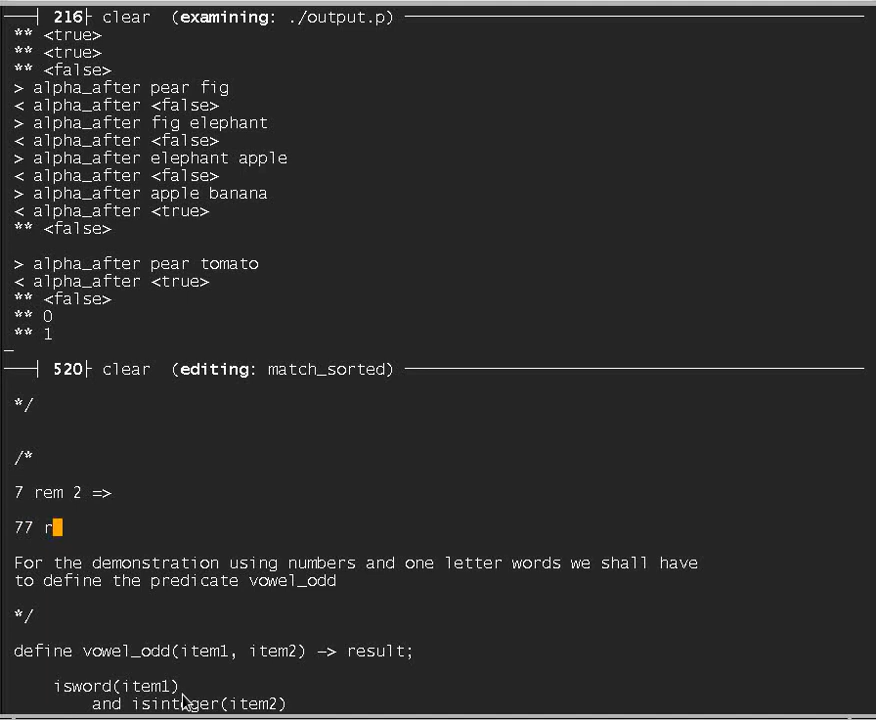 216 clear (examining: ./output.p)
** <true>
** <true>
** <false>
> alpha_after pear fig
< alpha_after <false>
> alpha_after fig elephant
< alpha_after <false>
> alpha_after elephant apple
< alpha_after <false>
> alpha_after apple banana
< alpha_after <true>
** <false>
> alpha_after pear tomato
< alpha_after <true>
** <false>
** 0
** 1
520 clear (editing: match_sorted)
*/
/*
7 rem 2 =>
77 r
For the demonstration using numbers and one letter words we shall have
to define the predicate vowel_odd
*/
define vowel_odd(item1, item2) -> result;
isword(item1)
and isinteger(item2)